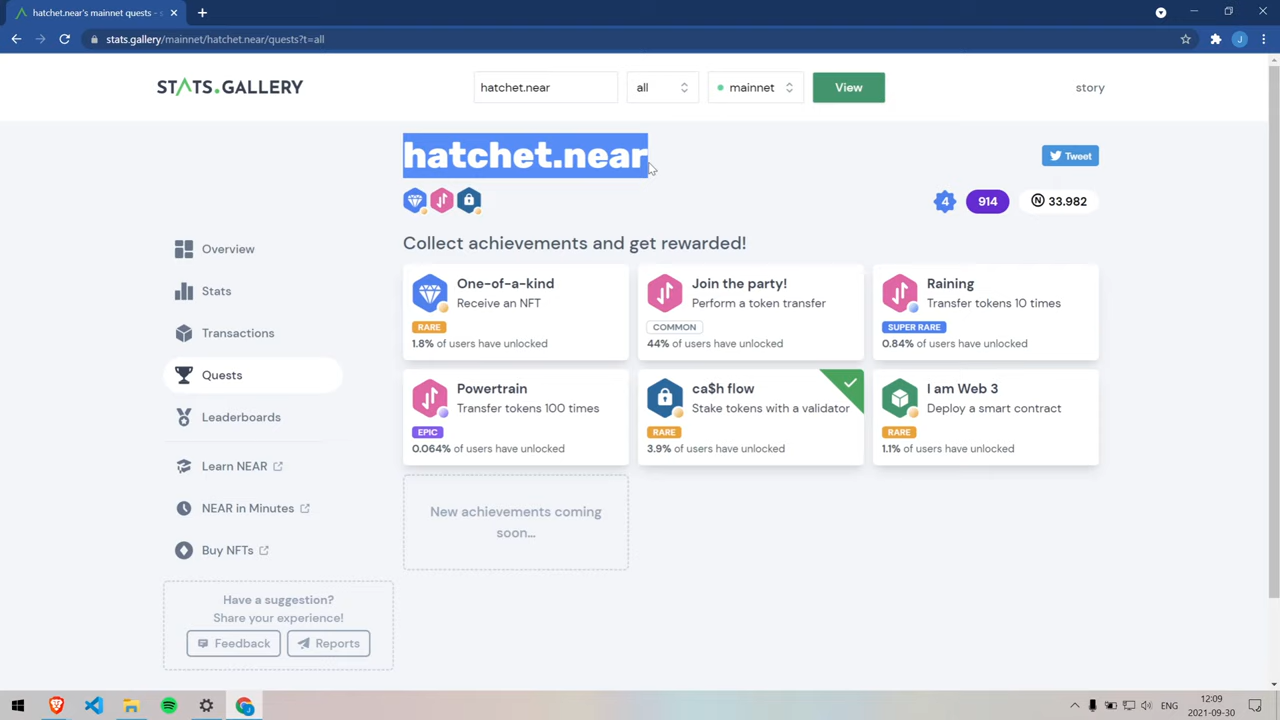 hatchet.near's mainnet quests - s
stats.gallery/mainnet/hatchet.near/quests?t=all
J
STATS.GALLERY
hatchet.near
all
mainnet
View
story
hatchet.near
Tweet
4
914
33.982
Collect achievements and get rewarded!
Overview
Stats
Transactions
Quests
Leaderboards
Learn NEAR
NEAR in Minutes
Buy NFTs
Have a suggestion?
Share your experience!
Feedback
Reports
One-of-a-kind
Receive an NFT
RARE
1.8% of users have unlocked
Join the party!
Perform a token transfer
COMMON
44% of users have unlocked
Raining
Transfer tokens 10 times
SUPER RARE
0.84% of users have unlocked
Powertrain
Transfer tokens 100 times
EPIC
0.064% of users have unlocked
ca$h flow
Stake tokens with a validator
RARE
3.9% of users have unlocked
I am Web 3
Deploy a smart contract
RARE
1.1% of users have unlocked
New achievements coming
soon...
ENG
12:09
2021-09-30